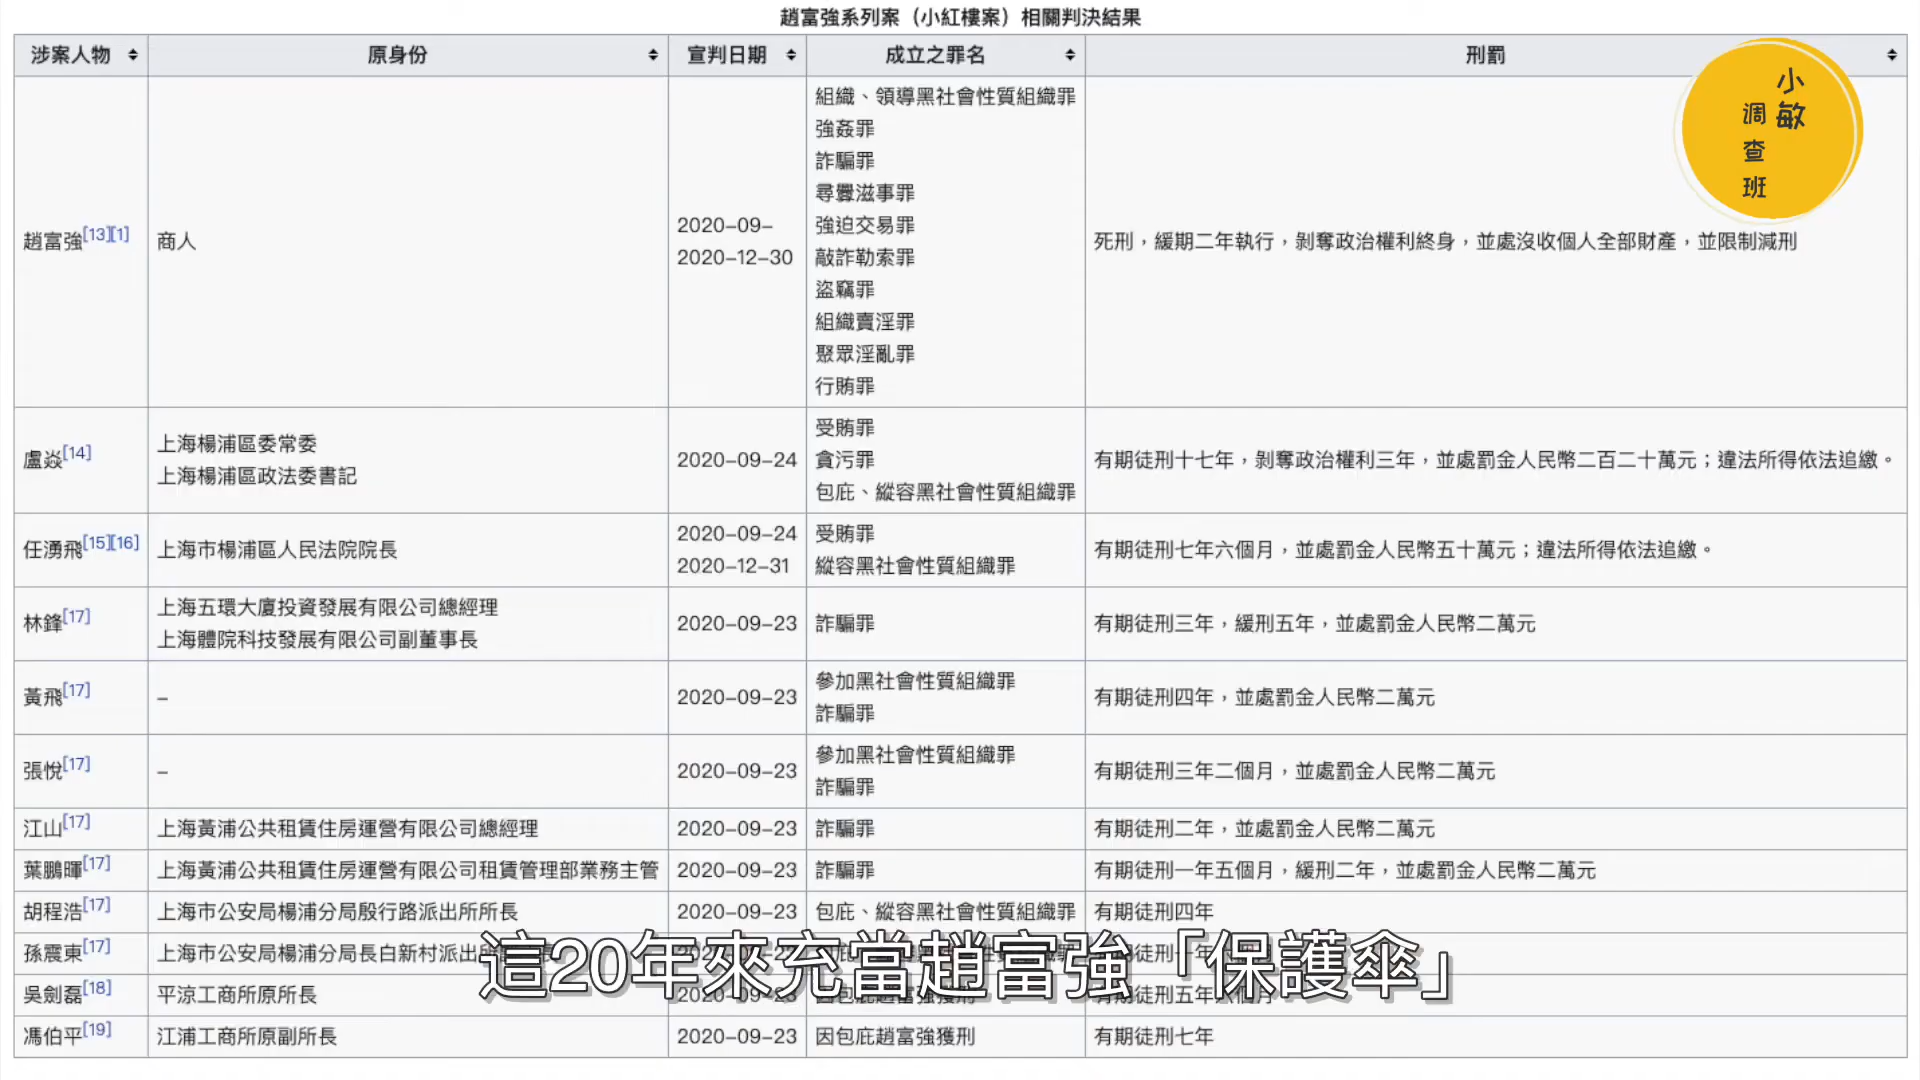 趙富強系列案（小紅樓案）相關判決結果
涉案人物 原身份 宣判日期 成立之罪名 刑罰
小敏
调查班
趙富強[13][1] 商人
2020-09-
2020-12-30
組織、領導黑社會性質組織罪
強姦罪
詐騙罪
尋釁滋事罪
強迫交易罪
敲詐勒索罪
盜竊罪
組織賣淫罪
聚眾淫亂罪
行賄罪
死刑，緩期二年執行，剝奪政治權利終身，並處沒收個人全部財產，並限制減刑
盧焱[14]
上海楊浦區委常委
上海楊浦區政法委書記
2020-09-24
受賄罪
貪污罪
包庇、縱容黑社會性質組織罪
有期徒刑十七年，剝奪政治權利三年，並處罰金人民幣二百二十萬元；違法所得依法追繳。
任湧飛[15][16] 上海市楊浦區人民法院院長
2020-09-24
2020-12-31
受賄罪
縱容黑社會性質組織罪
有期徒刑七年六個月，並處罰金人民幣五十萬元；違法所得依法追繳。
林鋒[17]
上海五環大廈投資發展有限公司總經理
上海體院科技發展有限公司副董事長
2020-09-23 詐騙罪 有期徒刑三年，緩刑五年，並處罰金人民幣二萬元
黃飛[17] – 2020-09-23
參加黑社會性質組織罪
詐騙罪
有期徒刑四年，並處罰金人民幣二萬元
張悅[17] – 2020-09-23
參加黑社會性質組織罪
詐騙罪
有期徒刑三年二個月，並處罰金人民幣二萬元
江山[17] 上海黃浦公共租賃住房運營有限公司總經理 2020-09-23 詐騙罪 有期徒刑二年，並處罰金人民幣二萬元
葉鵬暉[17] 上海黃浦公共租賃住房運營有限公司租賃管理部業務主管 2020-09-23 詐騙罪 有期徒刑一年五個月，緩刑二年，並處罰金人民幣二萬元
胡程浩[17] 上海市公安局楊浦分局殷行路派出所所長 2020-09-23 包庇、縱容黑社會性質組織罪 有期徒刑四年
孫震東[17] 上海市公安局楊浦分局長白新村派出
吳劍磊[18] 平涼工商所原所長
馮伯平[19] 江浦工商所原副所長 2020-09-23 因包庇趙富強獲刑 有期徒刑七年
這20年來充當趙富強「保護傘」